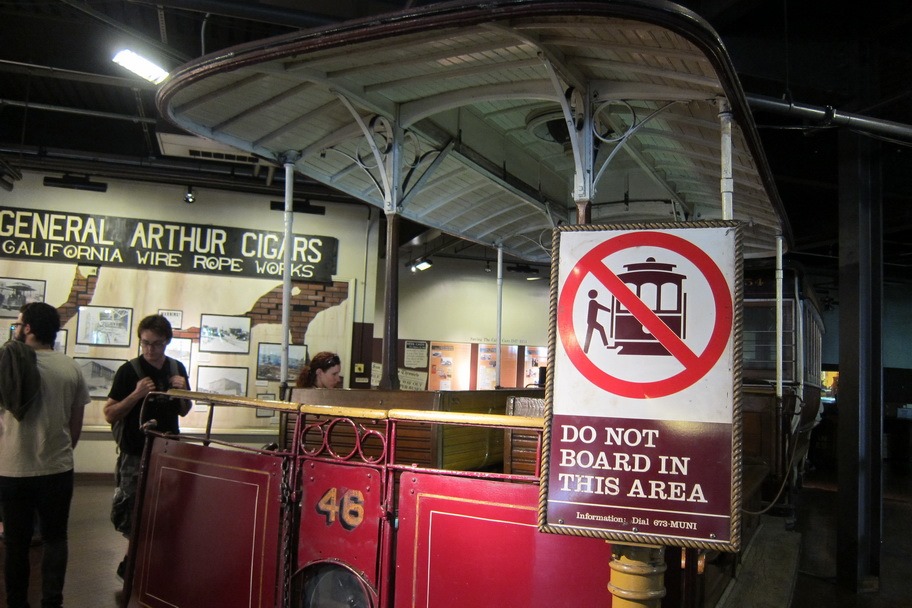 GENERAL ARTHUR CIGARS
CALIFORNIA WIRE ROPE WORKS
46
DO NOT
BOARD IN
THIS AREA
Information: Dial 673-MUNI